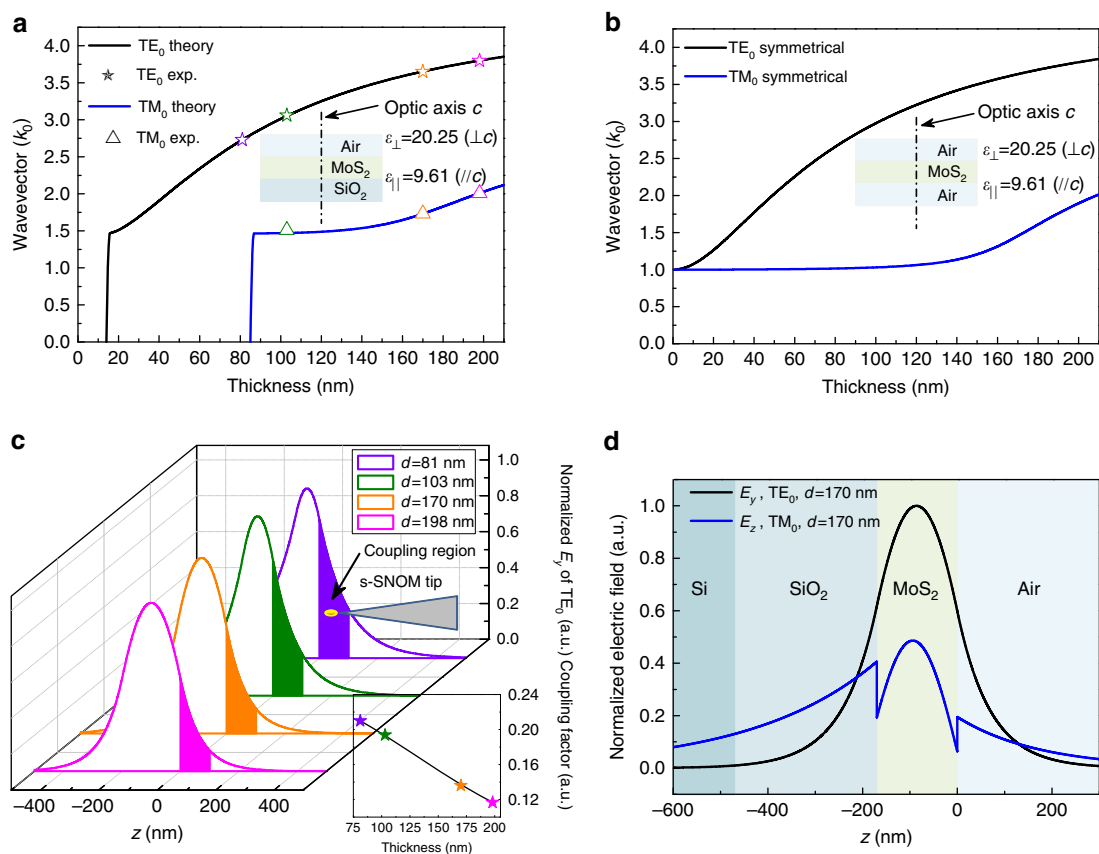 a
TE₀ theory
TE₀ exp.
TM₀ theory
TM₀ exp.
Optic axis c
Air
MoS₂
SiO₂
ε⊥=20.25 (⊥c)
ε||=9.61 (//c)
Wavevector (k₀)
4.0
3.5
3.0
2.5
2.0
1.5
1.0
0.5
0.0
0 20 40 60 80 100 120 140 160 180 200
Thickness (nm)
b
TE₀ symmetrical
TM₀ symmetrical
Optic axis c
Air
MoS₂
Air
ε⊥=20.25 (⊥c)
ε||=9.61 (//c)
Wavevector (k₀)
4.0
3.5
3.0
2.5
2.0
1.5
1.0
0.5
0.0
0 20 40 60 80 100 120 140 160 180 200
Thickness (nm)
c
d=81 nm
d=103 nm
d=170 nm
d=198 nm
Coupling region
s-SNOM tip
1.0
0.8
0.6
0.4
0.2
0.0
Normalized Ey of TE₀ (a.u.)
−400 −200 0 200 400
z (nm)
0.24
0.20
0.16
0.12
Coupling factor (a.u.)
75 100 125 150 175 200
Thickness (nm)
d
Ey , TE₀, d=170 nm
Ez , TM₀, d=170 nm
Si
SiO₂
MoS₂
Air
Normalized electric field (a.u.)
1.0
0.8
0.6
0.4
0.2
0.0
−600 −400 −200 0 200
z (nm)